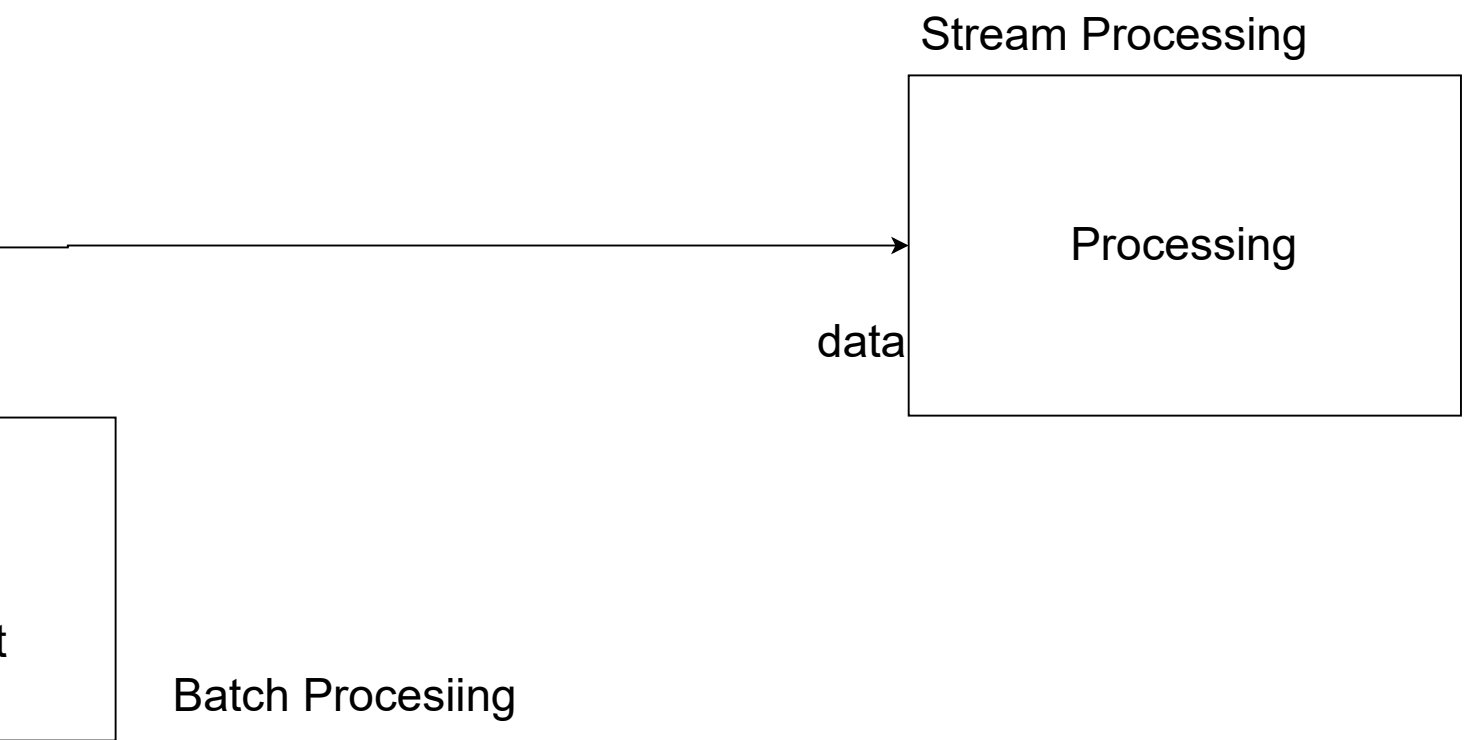 Stream Processing
Processing
data
t
Batch Procesiing